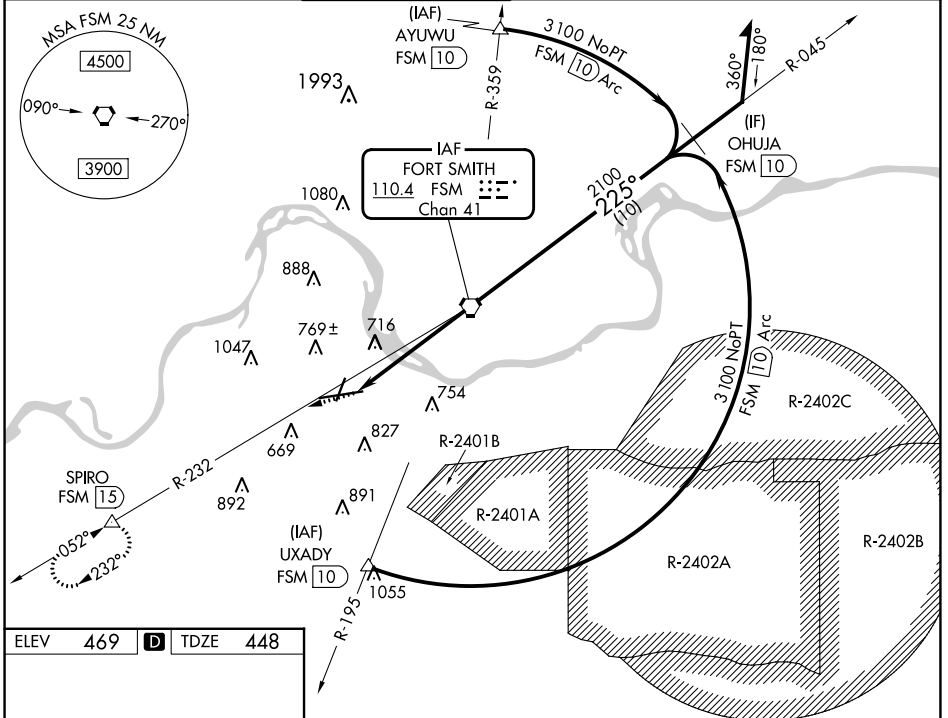 MSA FSM 25 NM
4500
090°
270°
3900
(IAF)
AYUWU
FSM 10
R-359
3100 NoPT
FSM 10 Arc
360°
180°
R-045
(IF)
OHUJA
FSM 10
1993
IAF
FORT SMITH
110.4 FSM
Chan 41
2100
225°
(10)
1080
888
769±
716
1047
754
3100 NoPT
FSM 10 Arc
R-2402C
669
827
R-2401B
R-232
SPIRO
FSM 15
892
891
R-2401A
R-2402B
052°
232°
(IAF)
UXADY
FSM 10
1055
R-2402A
R-195
ELEV 469 D TDZE 448